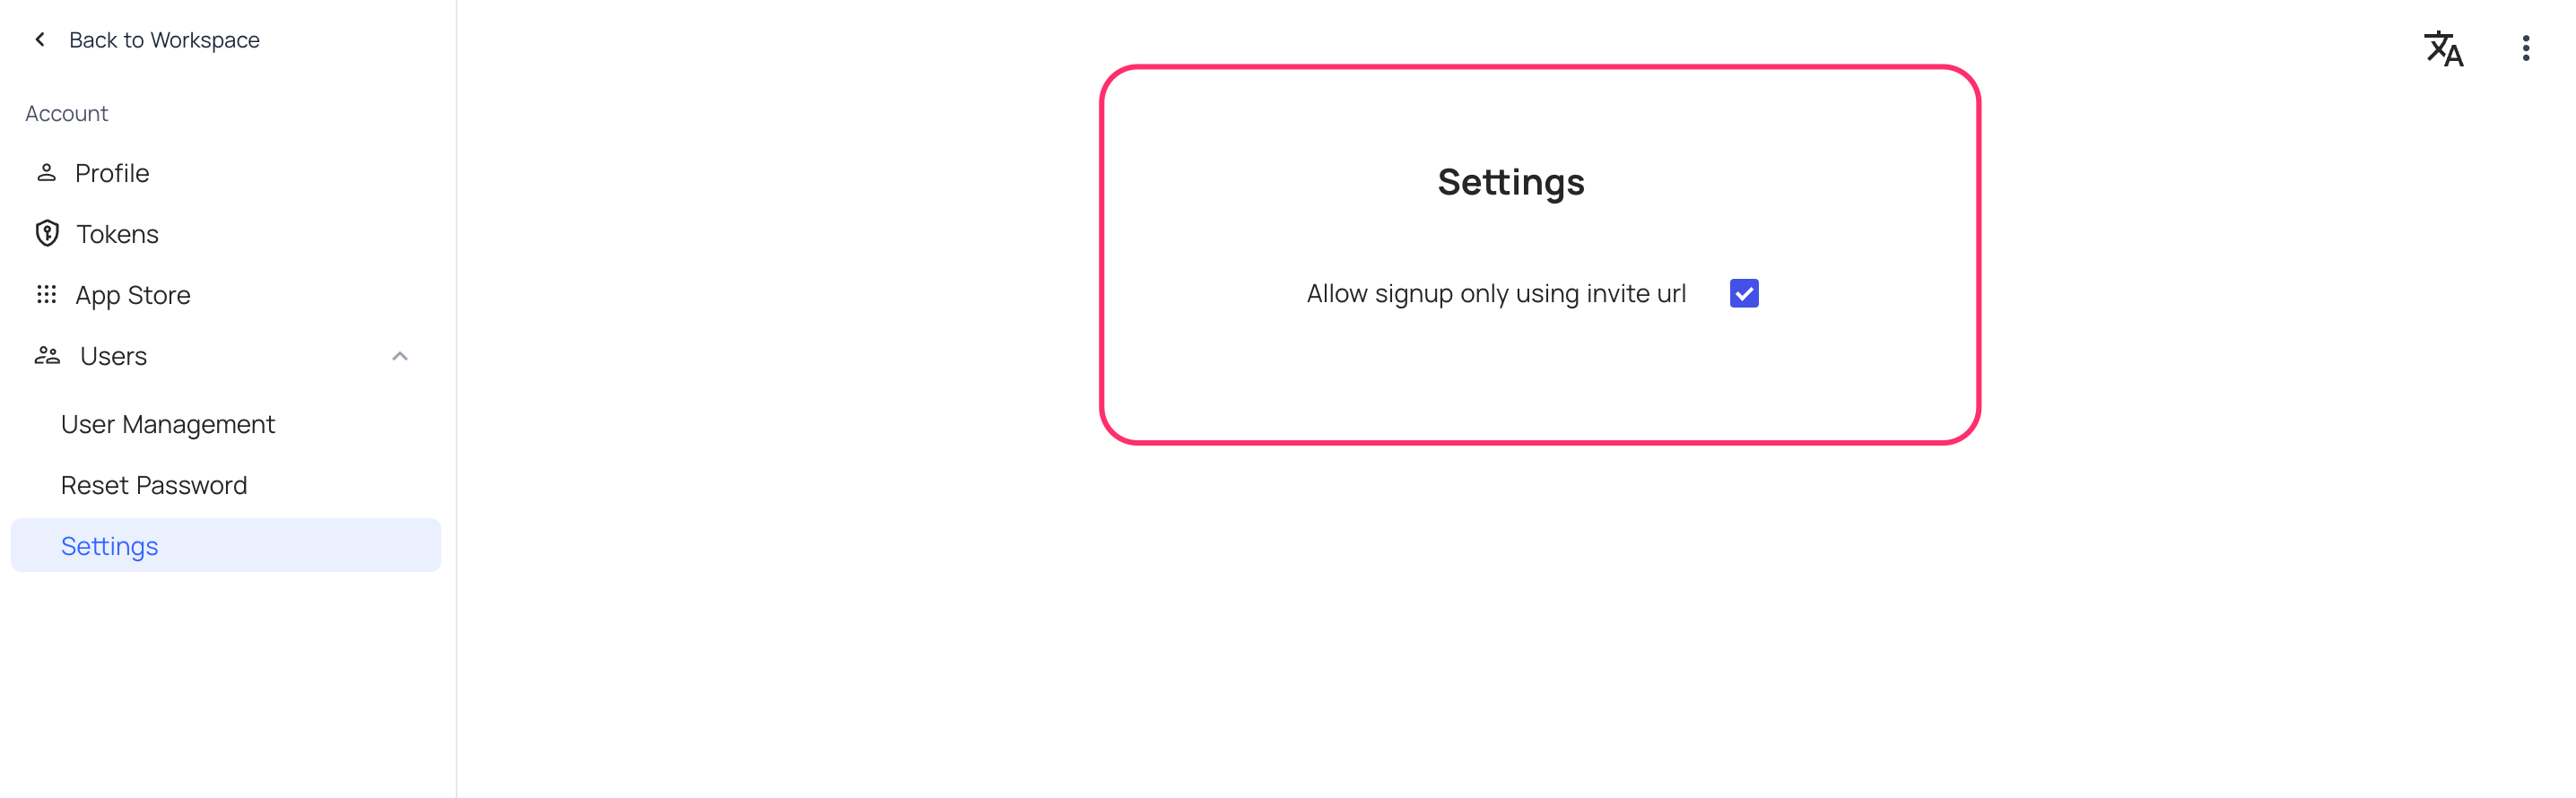 Back to Workspace
Account
Profile
Tokens
App Store
Users
User Management
Reset Password
Settings
Settings
Allow signup only using invite url